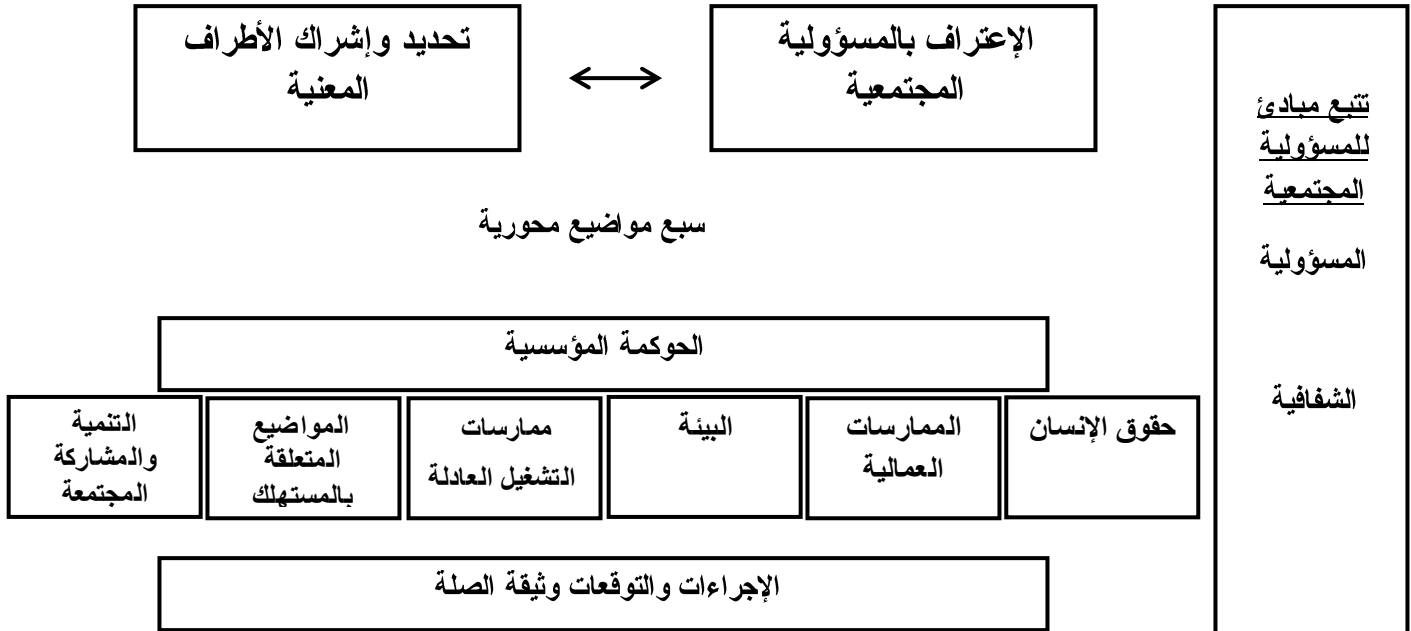 تتبع مبادئ
للمسؤولية
المجتمعية
المسؤولية
الشفافية
الإعتراف بالمسؤولية
المجتمعية
تحديد وإشراك الأطراف
المعنية
سبع مواضيع محورية
الحوكمة المؤسسية
حقوق الإنسان
الممارسات
العمالية
البيئة
ممارسات
التشغيل العادلة
المواضيع
المتعلقة
بالمستهلك
التنمية
والمشاركة
المجتمعة
الإجراءات والتوقعات وثيقة الصلة